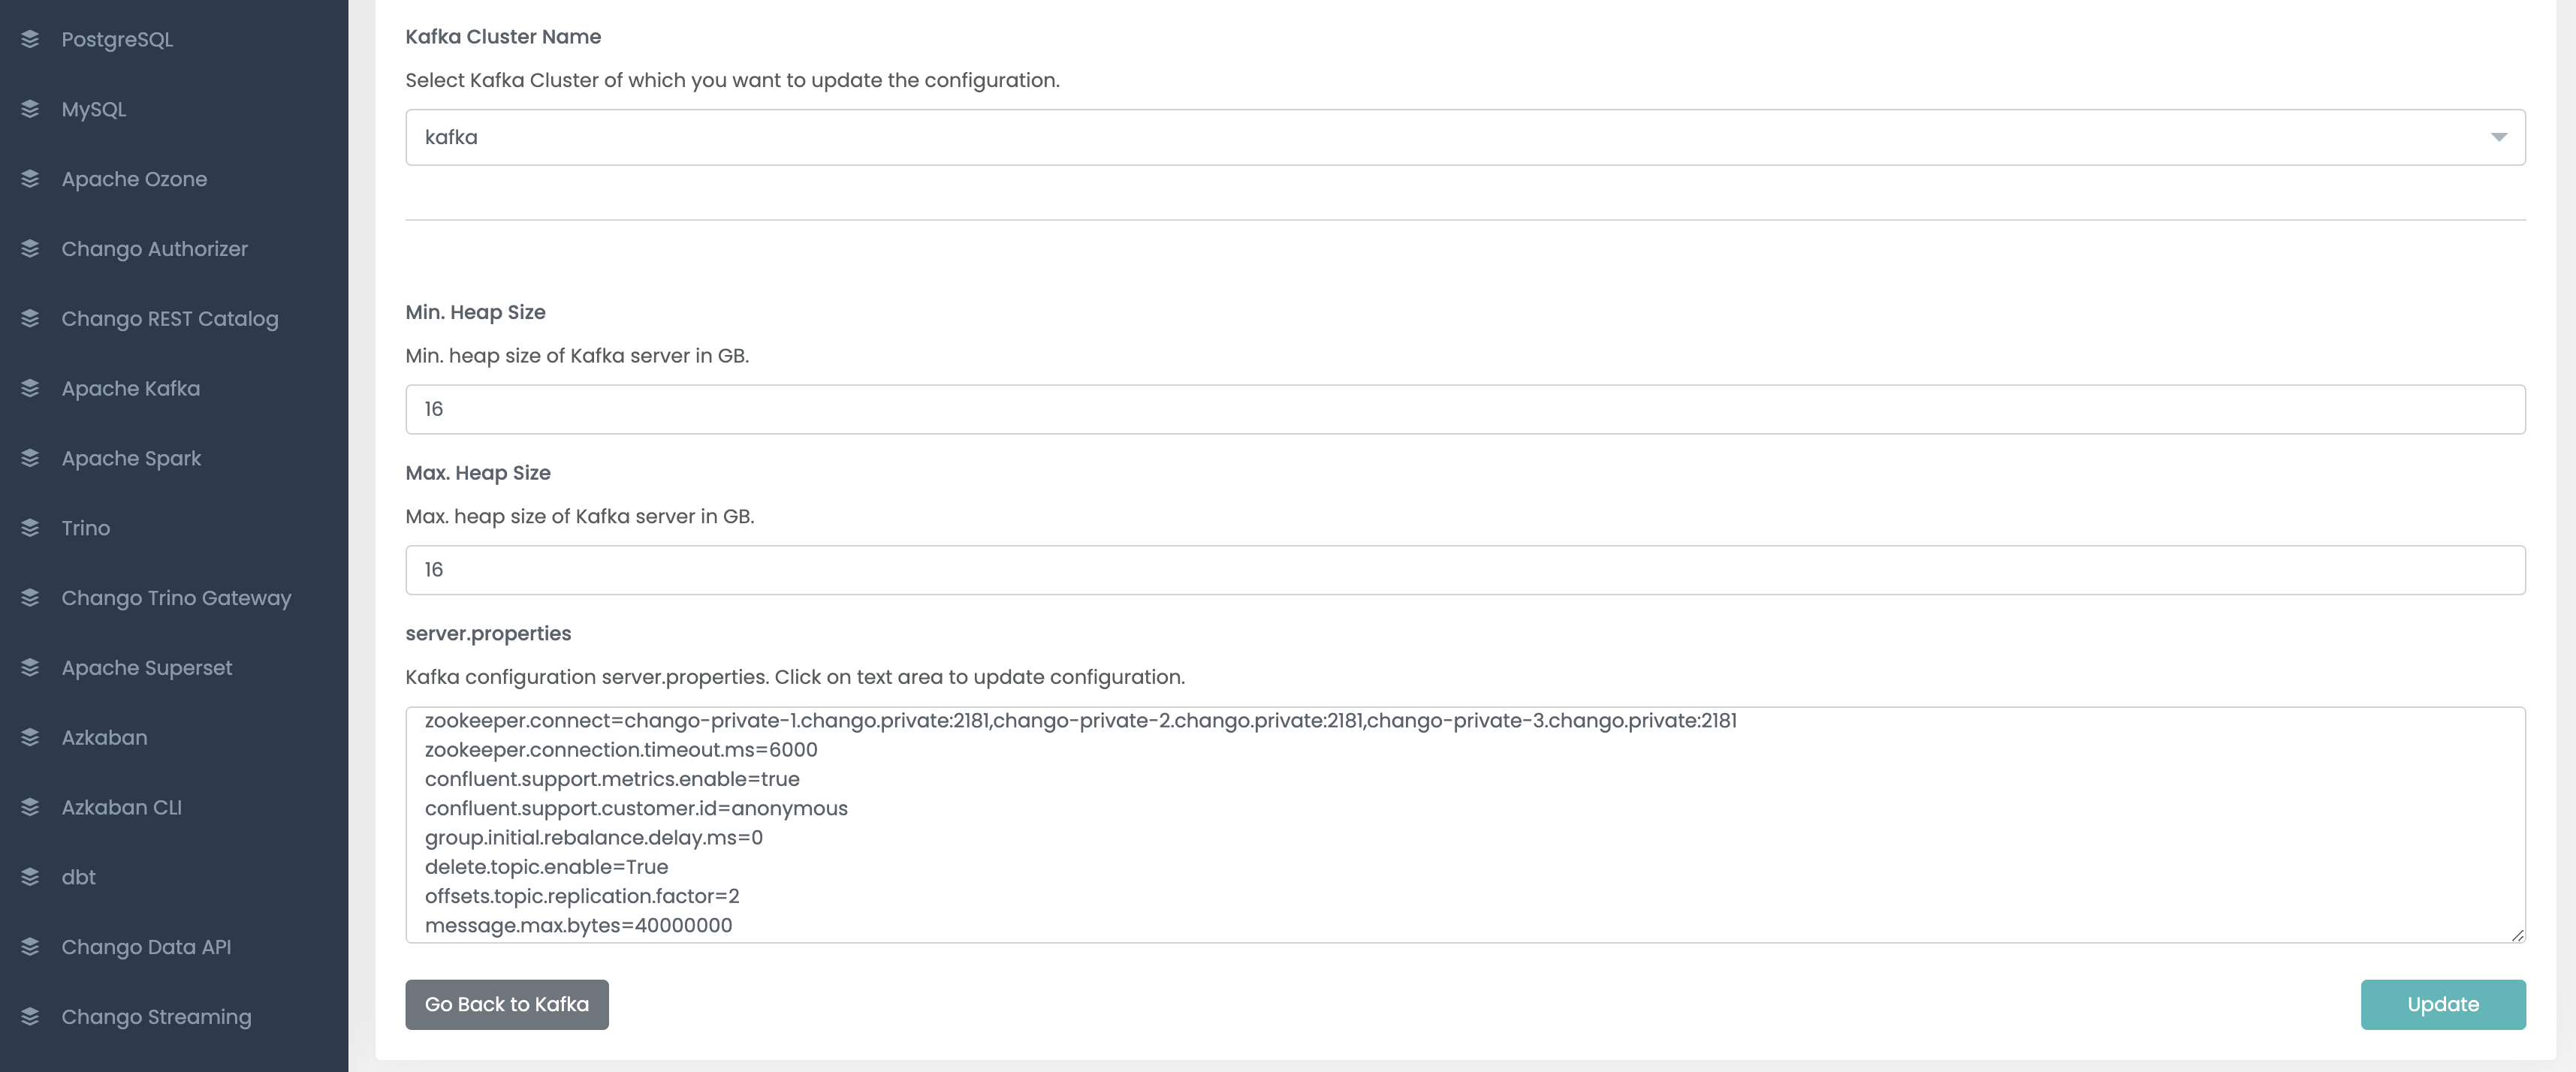 PostgreSQL
MySQL
Apache Ozone
Chango Authorizer
Chango REST Catalog
Apache Kafka
Apache Spark
Trino
Chango Trino Gateway
Apache Superset
Azkaban
Azkaban CLI
dbt
Chango Data API
Chango Streaming
Kafka Cluster Name
Select Kafka Cluster of which you want to update the configuration.
kafka
Min. Heap Size
Min. heap size of Kafka server in GB.
16
Max. Heap Size
Max. heap size of Kafka server in GB.
16
server.properties
Kafka configuration server.properties. Click on text area to update configuration.
zookeeper.connect=chango-private-1.chango.private:2181,chango-private-2.chango.private:2181,chango-private-3.chango.private:2181
zookeeper.connection.timeout.ms=6000
confluent.support.metrics.enable=true
confluent.support.customer.id=anonymous
group.initial.rebalance.delay.ms=0
delete.topic.enable=True
offsets.topic.replication.factor=2
message.max.bytes=40000000
Go Back to Kafka
Update